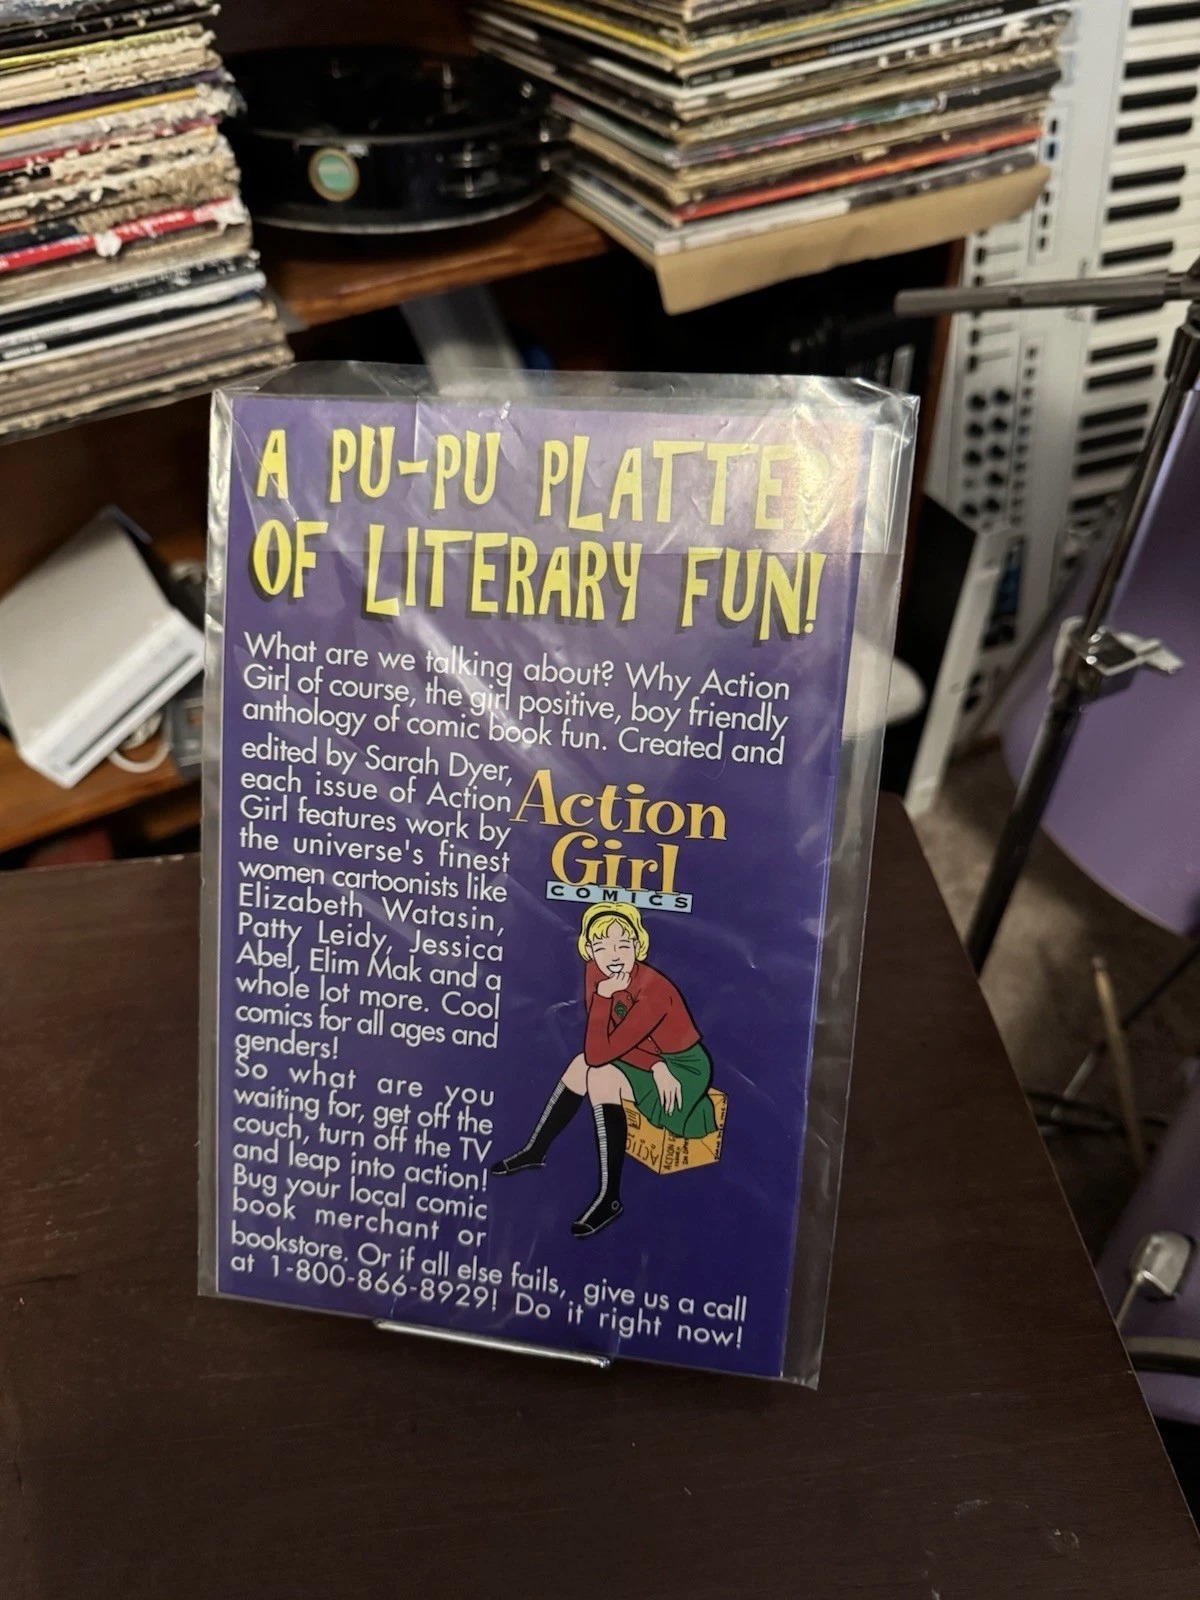 A PU-PU PLATTER
OF LITERARY FUN!
What are we talking about? Why Action
Girl of course, the girl positive, boy friendly,
anthology of comic book fun. Created and
edited by Sarah Dyer,
each issue of Action
Girl features work by
the universe's finest
women cartoonists like
Elizabeth Watasin,
Patty Leidy, Jessica
Abel, Elim Mak and a
whole lot more. Cool
comics for all ages and
genders!
So what are you
waiting for, get off the
couch, turn off the TV
and leap into action!
Bug your local comic
book merchant or
bookstore. Or if all else fails, give us a call
at 1-800-866-8929! Do it right now!
Action
Girl
COMICS